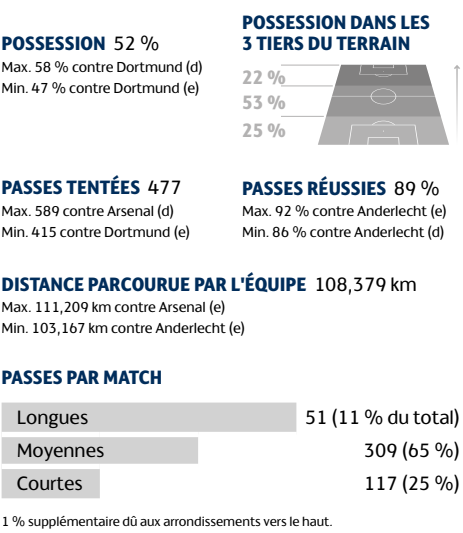 POSSESSION 52 %
Max. 58 % contre Dortmund (d)
Min. 47 % contre Dortmund (e)
POSSESSION DANS LES
3 TIERS DU TERRAIN
22 %
53 %
25 %
PASSES TENTÉES 477
Max. 589 contre Arsenal (d)
Min. 415 contre Dortmund (e)
PASSES RÉUSSIES 89 %
Max. 92 % contre Anderlecht (e)
Min. 86 % contre Anderlecht (d)
DISTANCE PARCOURUE PAR L'ÉQUIPE 108,379 km
Max. 111,209 km contre Arsenal (e)
Min. 103,167 km contre Anderlecht (e)
PASSES PAR MATCH
Longues 51 (11 % du total)
Moyennes 309 (65 %)
Courtes 117 (25 %)
1 % supplémentaire dû aux arrondissements vers le haut.